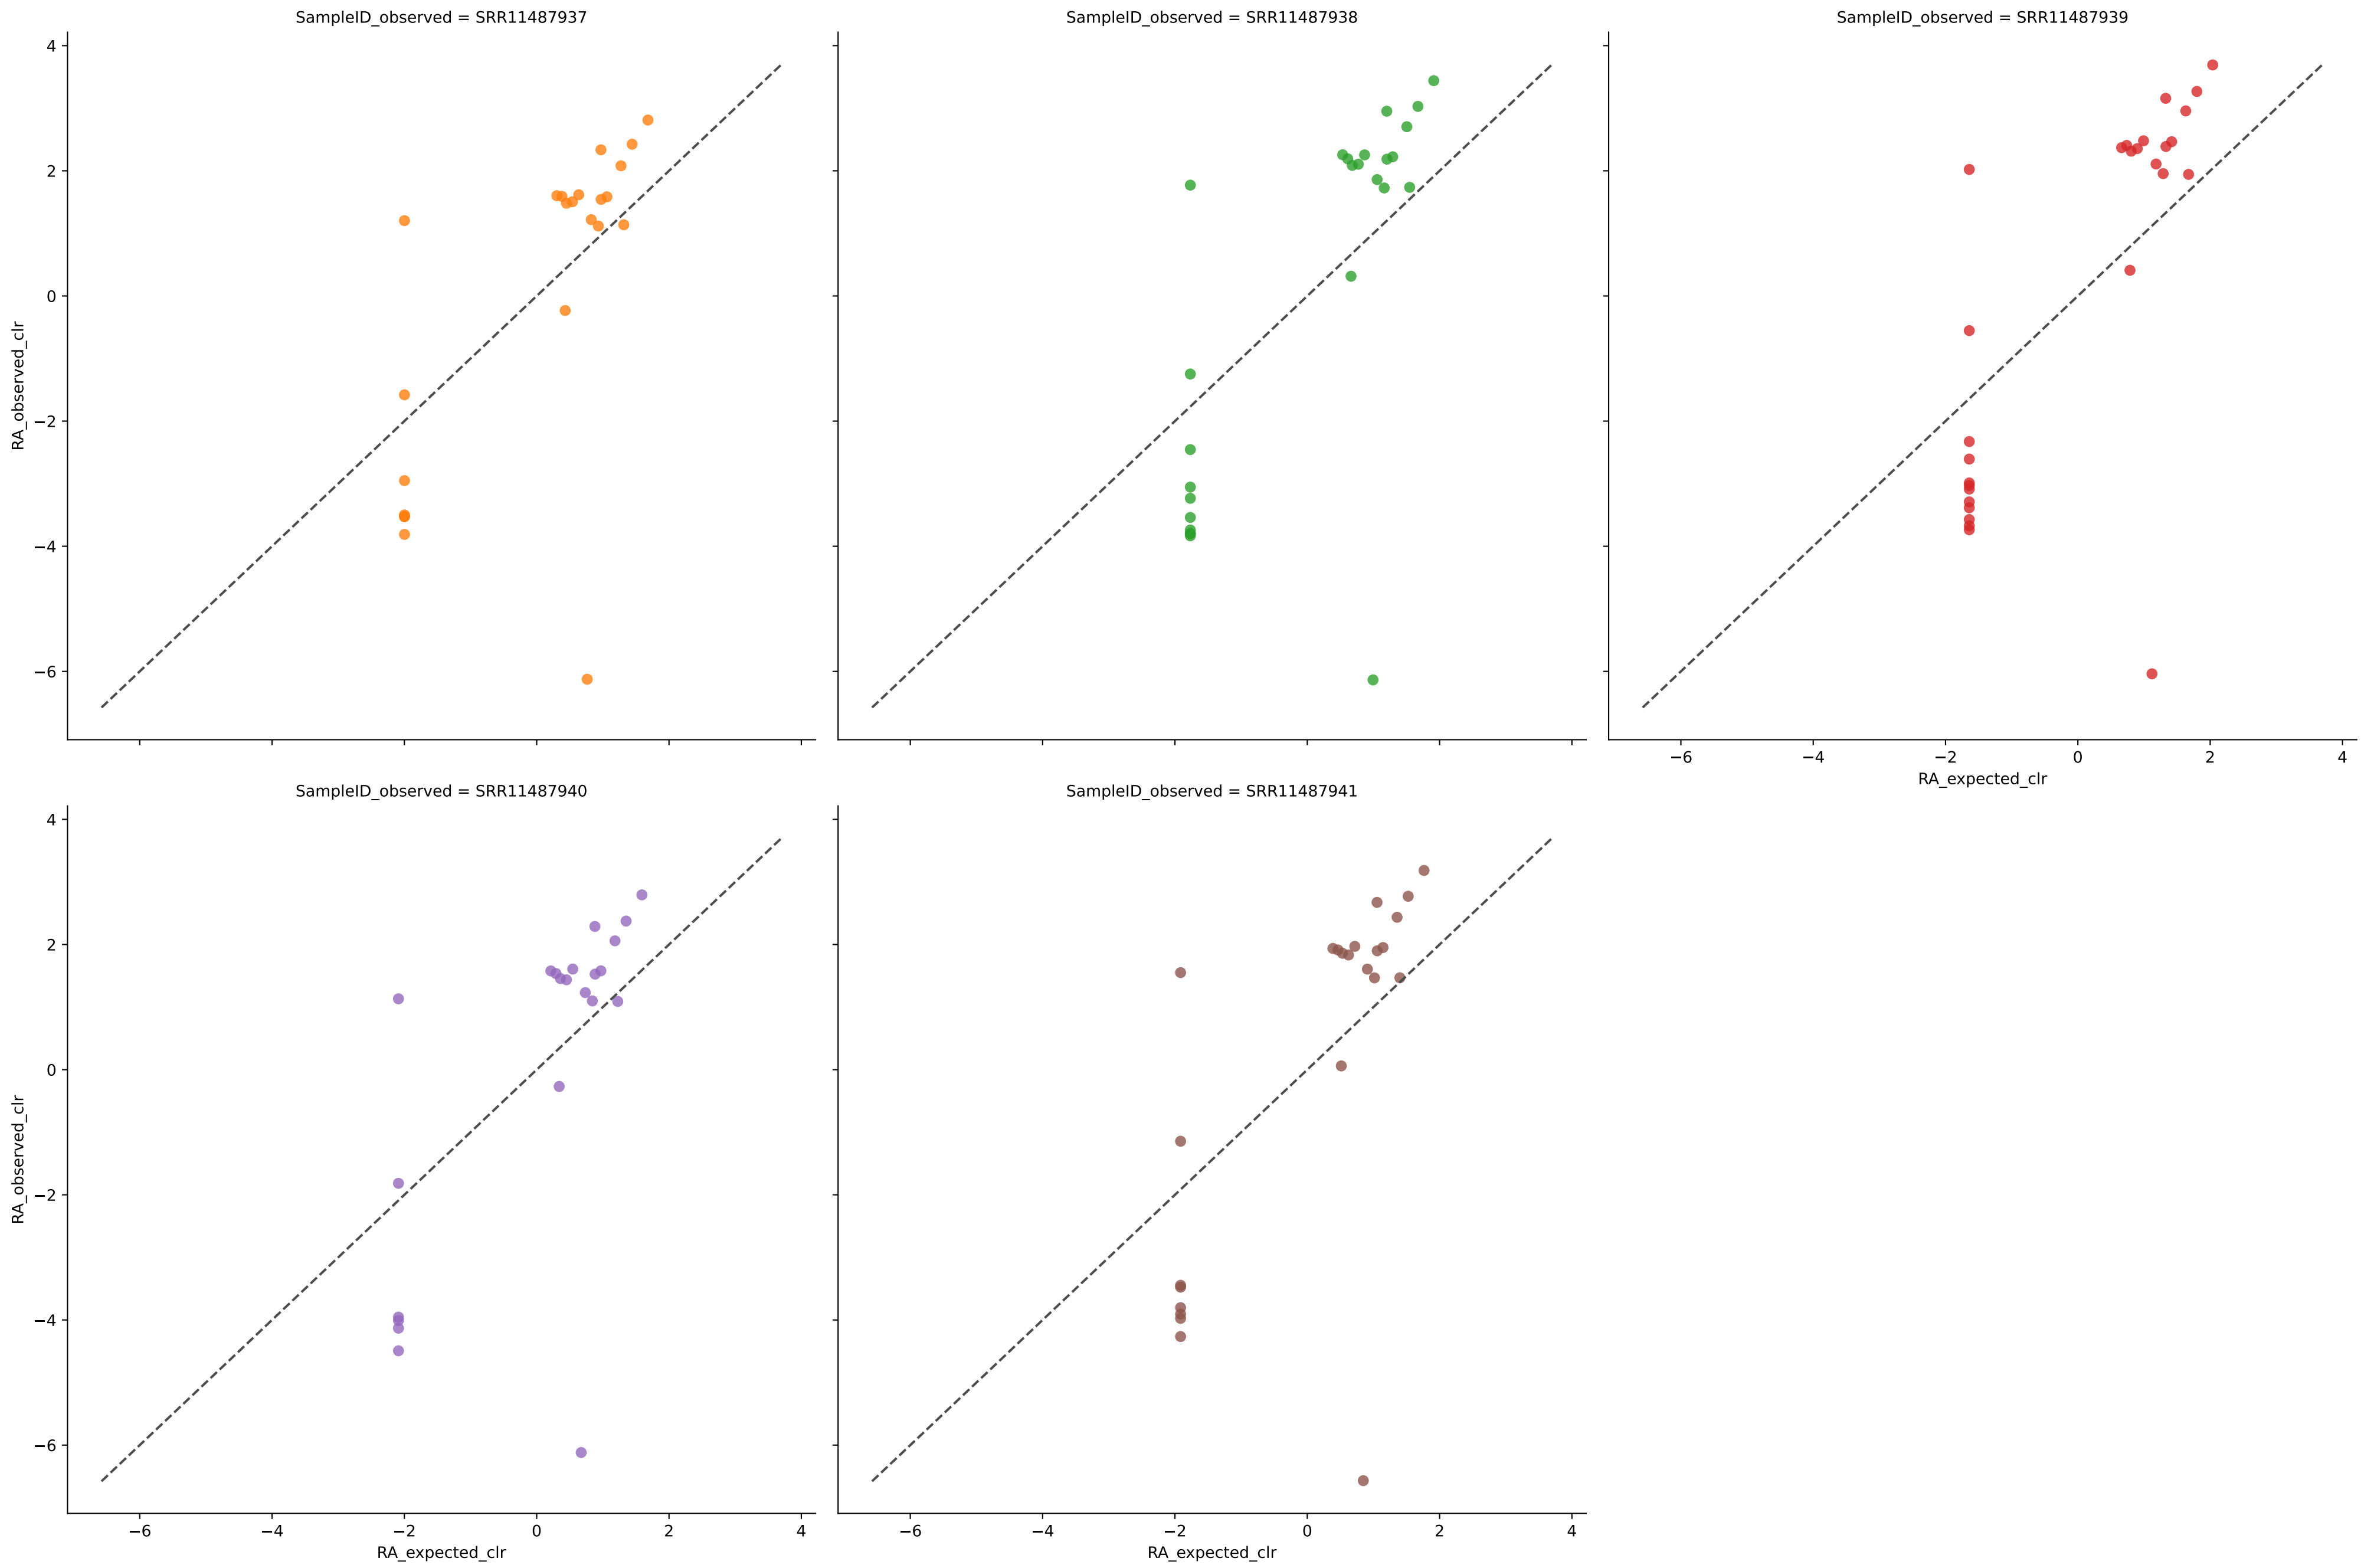 SampleID_observed = SRR11487937
SampleID_observed = SRR11487938
SampleID_observed = SRR11487939
4
2
0
−2
−4
−6
RA_observed_clr
−6 −4 −2 0 2 4
RA_expected_clr
SampleID_observed = SRR11487940
SampleID_observed = SRR11487941
4
2
0
−2
−4
−6
RA_observed_clr
−6 −4 −2 0 2 4
RA_expected_clr
−6 −4 −2 0 2 4
RA_expected_clr